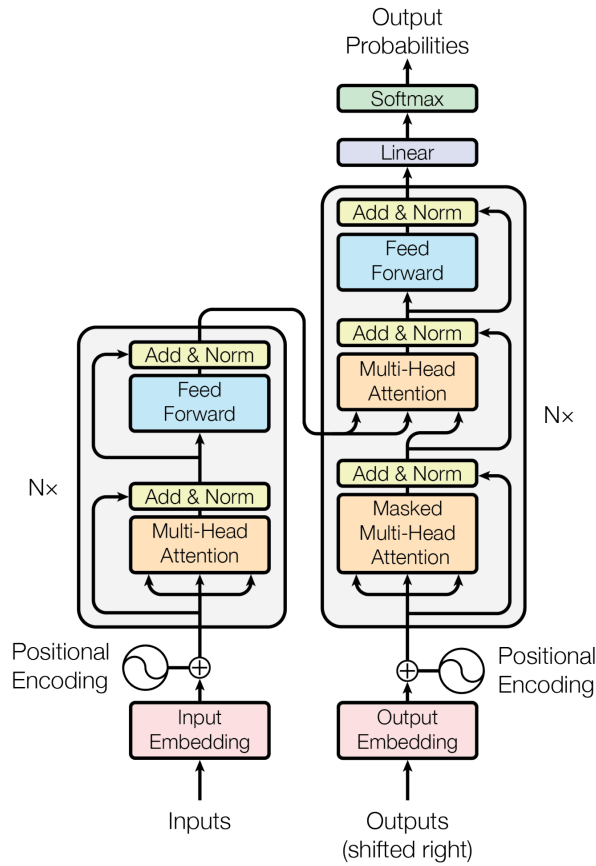 Output
Probabilities
Softmax
Linear
Add & Norm
Feed
Forward
Add & Norm
Multi-Head
Attention
Add & Norm
Masked
Multi-Head
Attention
N×
Add & Norm
Feed
Forward
Add & Norm
Multi-Head
Attention
N×
Positional
Encoding
Positional
Encoding
Input
Embedding
Output
Embedding
Inputs
Outputs
(shifted right)